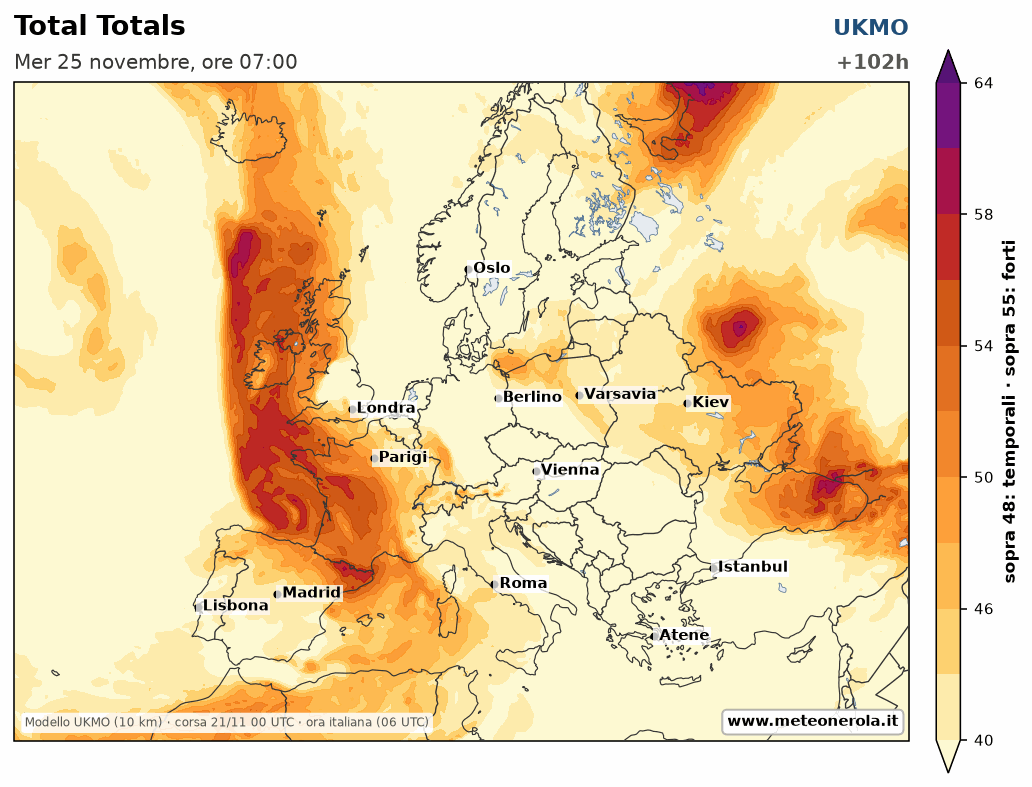 Total Totals
UKMO
Mer 25 novembre, ore 07:00
+102h
64
58
54
50
46
40
sopra 48: temporali · sopra 55: forti
Oslo
Berlino
Varsavia
Kiev
Londra
Parigi
Vienna
Istanbul
Roma
Madrid
Lisbona
Atene
Modello UKMO (10 km) · corsa 21/11 00 UTC · ora italiana (06 UTC)
www.meteonerola.it